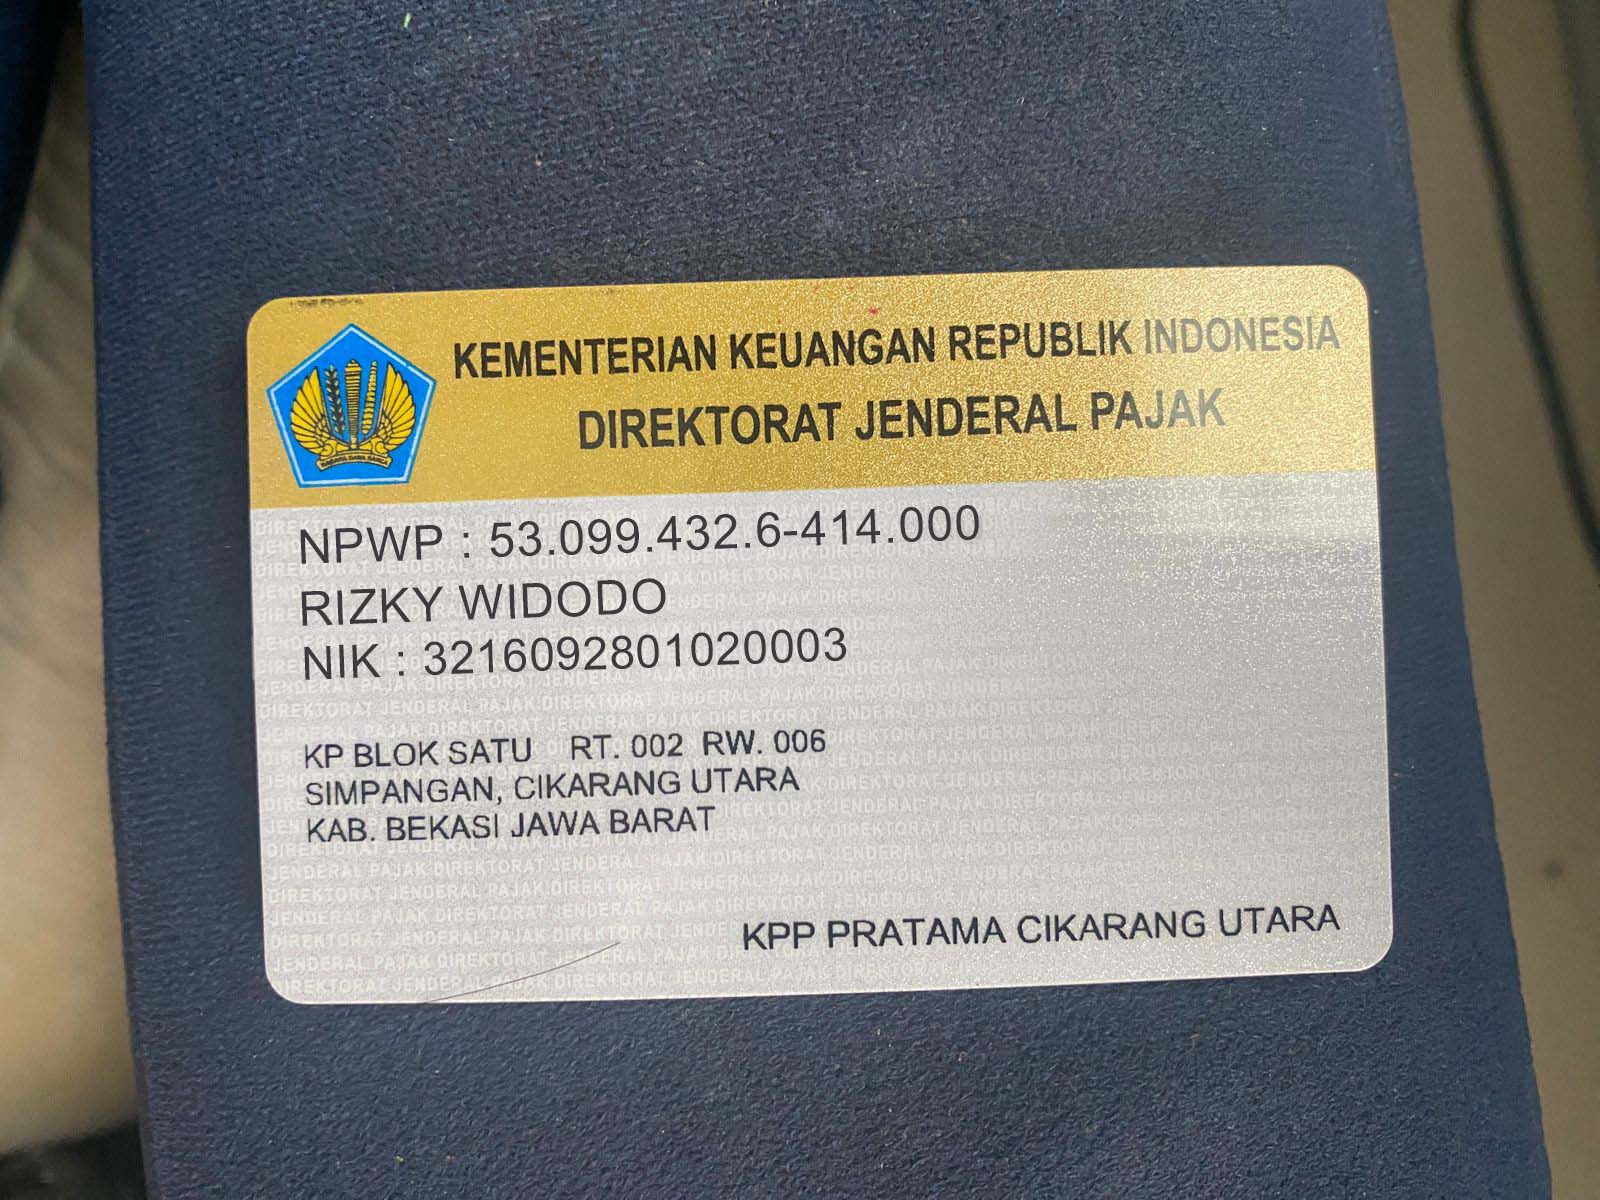 KEMENTERIAN KEUANGAN REPUBLIK INDONESIA
DIREKTORAT JENDERAL PAJAK
NPWP : 53.099.432.6-414.000
RIZKY WIDODO
NIK : 3216092801020003
KP BLOK SATU RT. 002 RW. 006
SIMPANGAN, CIKARANG UTARA
KAB. BEKASI JAWA BARAT
KPP PRATAMA CIKARANG UTARA